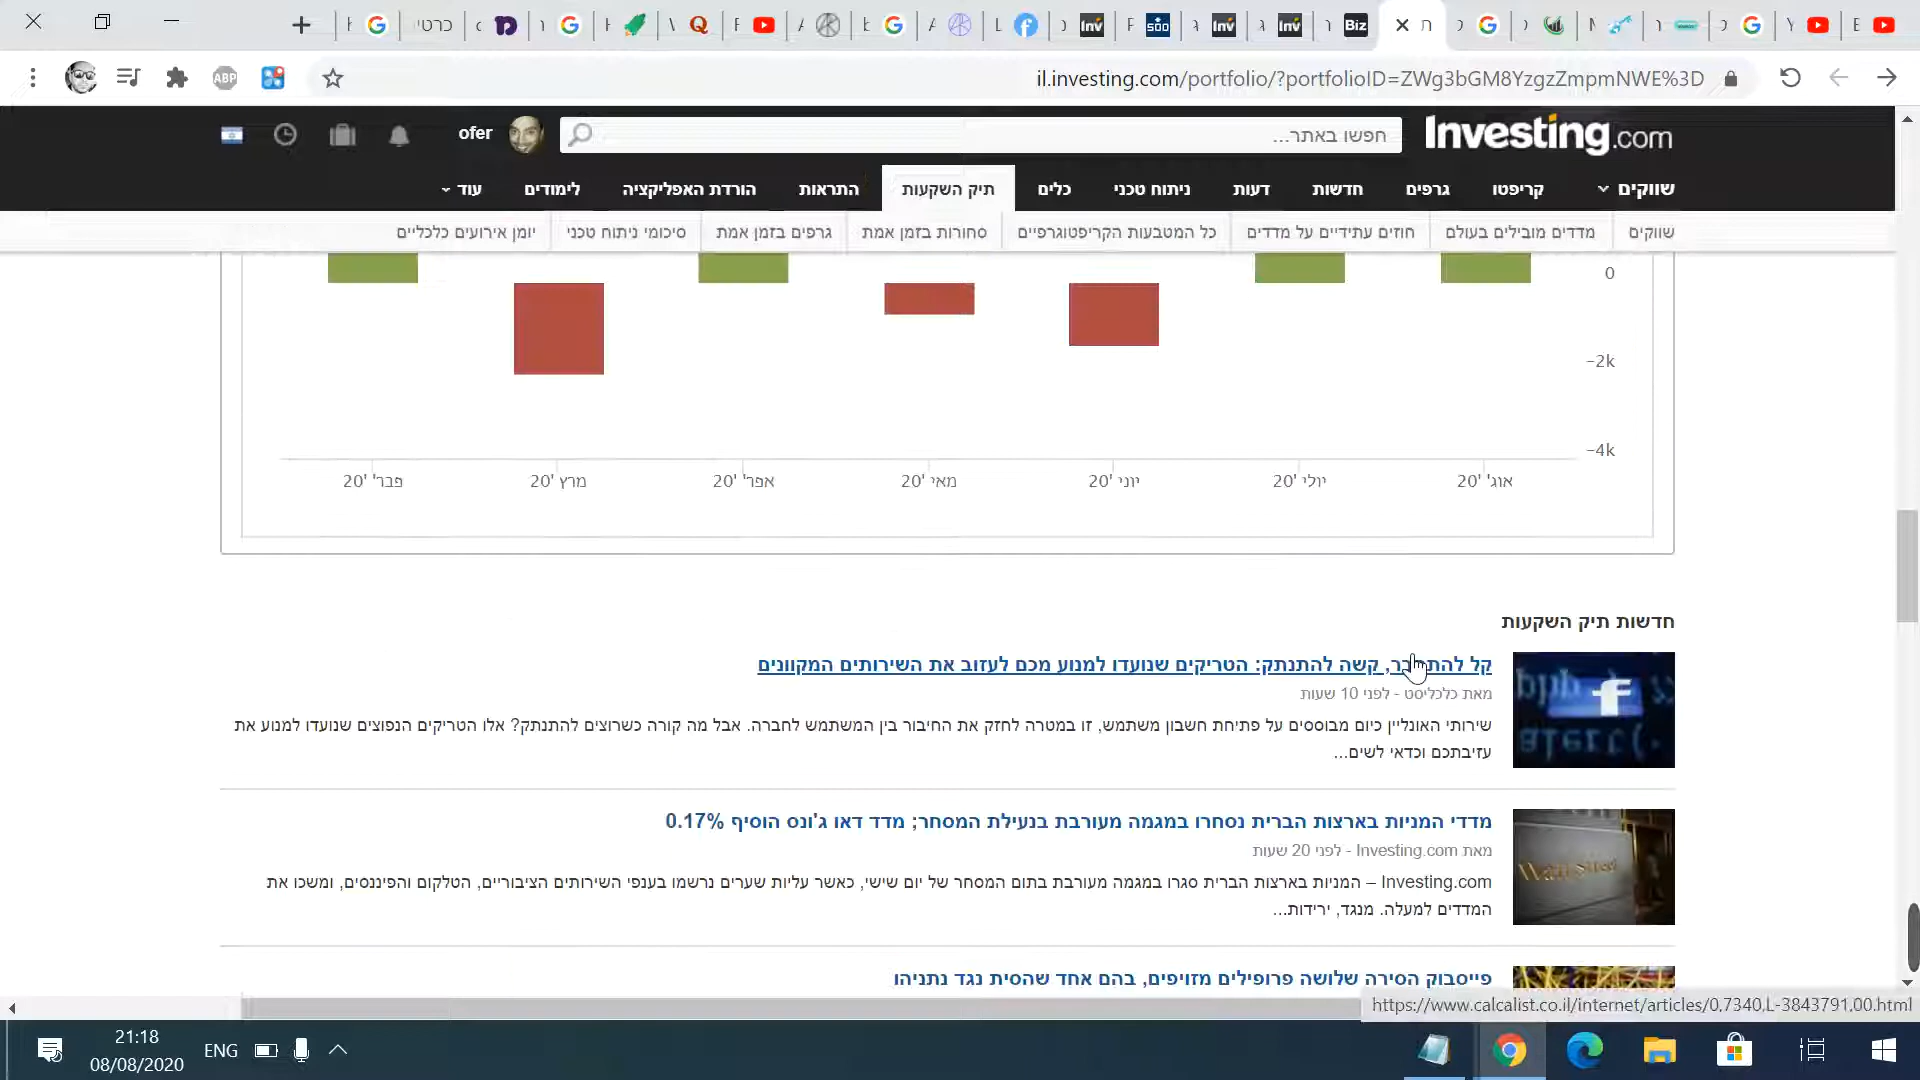 il.investing.com/portfolio/?portfolioID=ZWg3bGM8YzgzZmpmNWE%3D
ABP
Investing.com
חפשו באתר...
ofer
שווקים
קריפטו
גרפים
חדשות
דעות
ניתוח טכני
כלים
תיק השקעות
התראות
הורדת האפליקציה
לימודים
עוד
שווקים
מדדים מובילים בעולם
חוזים עתידיים על מדדים
כל המטבעות הקריפטוגרפיים
סחורות בזמן אמת
גרפים בזמן אמת
סיכומי ניתוח טכני
יומן אירועים כלכליים
0
−2k
−4k
פבר' '20
מרץ '20
אפר' '20
מאי '20
יוני '20
יולי '20
אוג' '20
חדשות תיק השקעות
קל להתחבר, קשה להתנתק: הטריקים שנועדו למנוע מכם לעזוב את השירותים המקוונים
מאת כלכליסט - לפני 10 שעות
שירותי האונליין כיום מבוססים על פתיחת חשבון משתמש, זו במטרה לחזק את החיבור בין המשתמש לחברה. אבל מה קורה כשרוצים להתנתק? אלו הטריקים הנפוצים שנועדו למנוע את
עזיבתכם וכדאי לשים...
מדדי המניות בארצות הברית נסחרו במגמה מעורבת בנעילת המסחר; מדד דאו ג'ונס הוסיף 0.17%
מאת Investing.com - לפני 20 שעות
Investing.com – המניות בארצות הברית סגרו במגמה מעורבת בתום המסחר של יום שישי, כאשר עליות שערים נרשמו בענפי השירותים הציבוריים, הטלקום והפיננסים, ומשכו את
המדדים למעלה. מנגד, ירידות...
פייסבוק הסירה שלושה פרופילים מזויפים, בהם אחד שהסית נגד נתניהו
https://www.calcalist.co.il/internet/articles/0,7340,L-3843791,00.html
21:18
08/08/2020
ENG